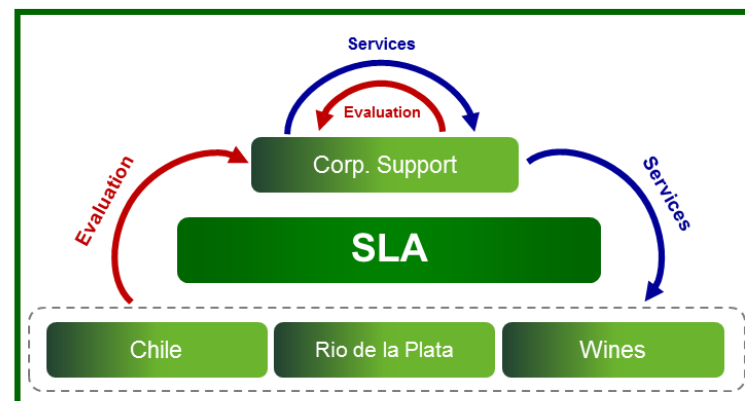 Services
Evaluation
Corp. Support
Evaluation
Services
SLA
Chile
Rio de la Plata
Wines